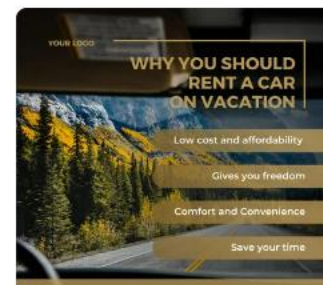 YOUR LOGO
WHY YOU SHOULD
RENT A CAR
ON VACATION
Low cost and affordability
Gives you freedom
Comfort and Convenience
Save your time